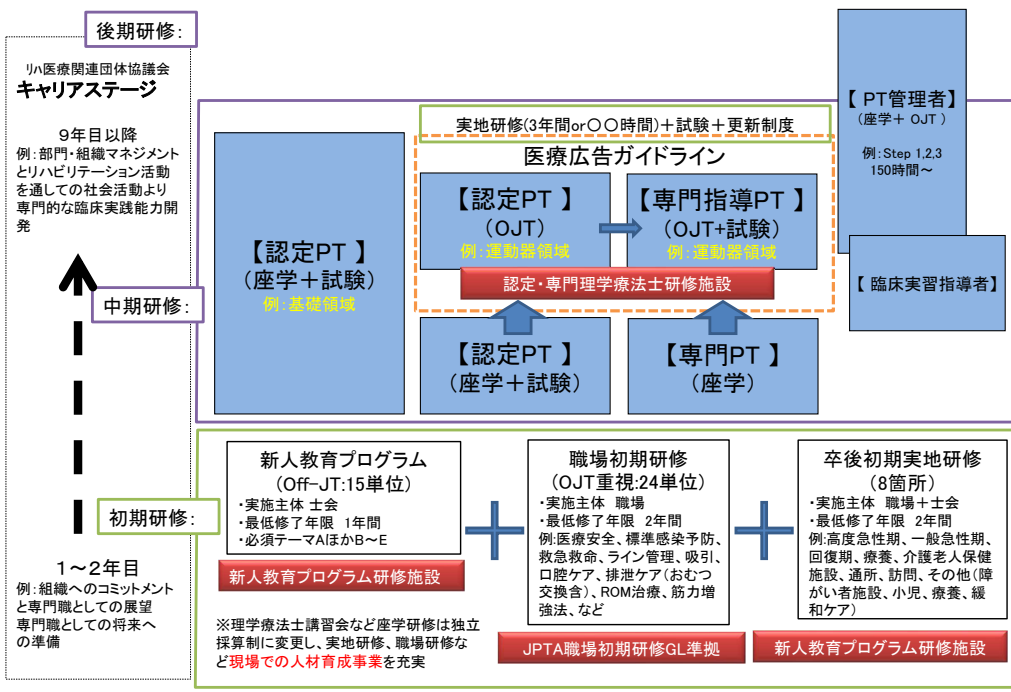 後期研修:
リハ医療関連団体協議会
キャリアステージ
9年目以降
例:部門・組織マネジメント
とリハビリテーション活動
を通しての社会活動より
専門的な臨床実践能力開
発
中期研修:
初期研修:
1～2年目
例:組織へのコミットメント
と専門職としての展望
専門職としての将来へ
の準備
実地研修(3年間or〇〇時間)+試験+更新制度
医療広告ガイドライン
【認定PT 】
(座学+試験)
例:基礎領域
【認定PT 】
(OJT)
例:運動器領域
【専門指導PT 】
(OJT+試験)
例:運動器領域
認定・専門理学療法士研修施設
【認定PT 】
(座学+試験)
【専門PT 】
(座学)
【 PT管理者】
(座学+ OJT )
例:Step 1,2,3
150時間～
【 臨床実習指導者】
新人教育プログラム
(Off-JT:15単位)
・実施主体 士会
・最低修了年限 1年間
・必須テーマAほかB～E
新人教育プログラム研修施設
※理学療法士講習会など座学研修は独立
採算制に変更し、実地研修、職場研修な
ど現場での人材育成事業を充実
職場初期研修
(OJT重視:24単位)
・実施主体 職場
・最低修了年限 2年間
例:医療安全、標準感染予防、
救急救命、ライン管理、吸引、
口腔ケア、排泄ケア(おむつ
交換含)、ROM治療、筋力増
強法、など
JPTA職場初期研修GL準拠
卒後初期実地研修
(8箇所)
・実施主体 職場+士会
・最低修了年限 2年間
例:高度急性期、一般急性期、
回復期、療養、介護老人保健
施設、通所、訪問、その他(障
がい者施設、小児、療養、緩
和ケア)
新人教育プログラム研修施設